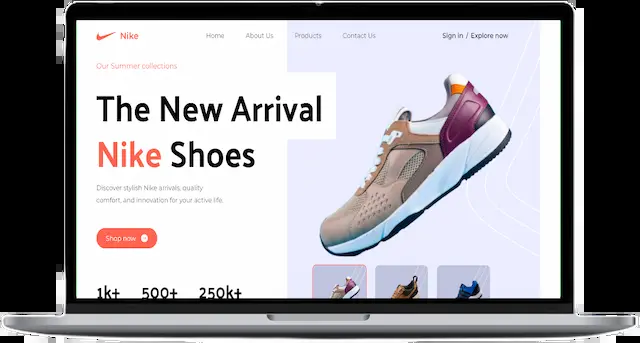 Nike
Home About Us Products Contact Us
Sign in / Explore now
Our Summer collections
The New Arrival
Nike Shoes
Discover stylish Nike arrivals, quality
comfort, and innovation for your active life.
Shop now
1k+ 500+ 250k+